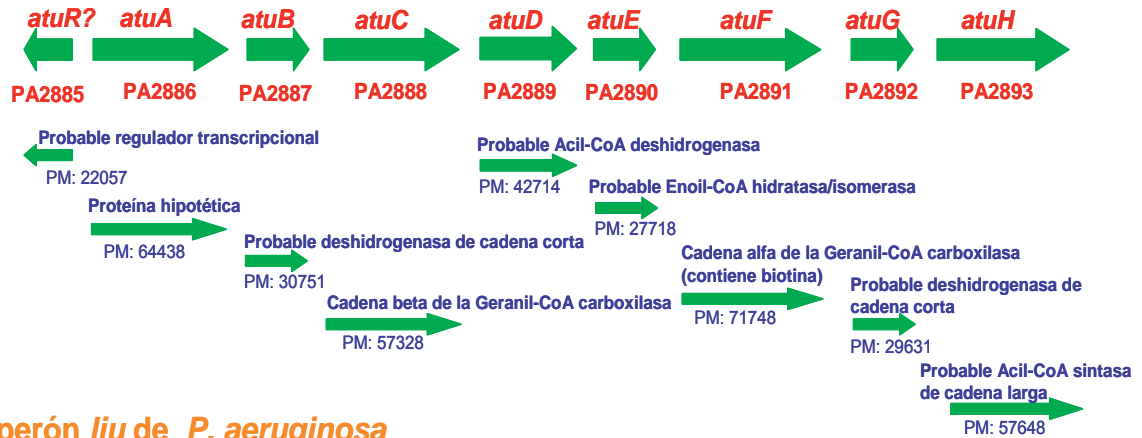 atuR? atuA atuB atuC atuD atuE atuF atuG atuH
PA2885 PA2886 PA2887 PA2888 PA2889 PA2890 PA2891 PA2892 PA2893
Probable regulador transcripcional
PM: 22057
Proteína hipotética
PM: 64438
Probable deshidrogenasa de cadena corta
PM: 30751
Cadena beta de la Geranil-CoA carboxilasa
PM: 57328
Probable Acil-CoA deshidrogenasa
PM: 42714
Probable Enoil-CoA hidratasa/isomerasa
PM: 27718
Cadena alfa de la Geranil-CoA carboxilasa
(contiene biotina)
PM: 71748
Probable deshidrogenasa de
cadena corta
PM: 29631
Probable Acil-CoA sintasa
de cadena larga
PM: 57648
perón liu de P. aeruginosa